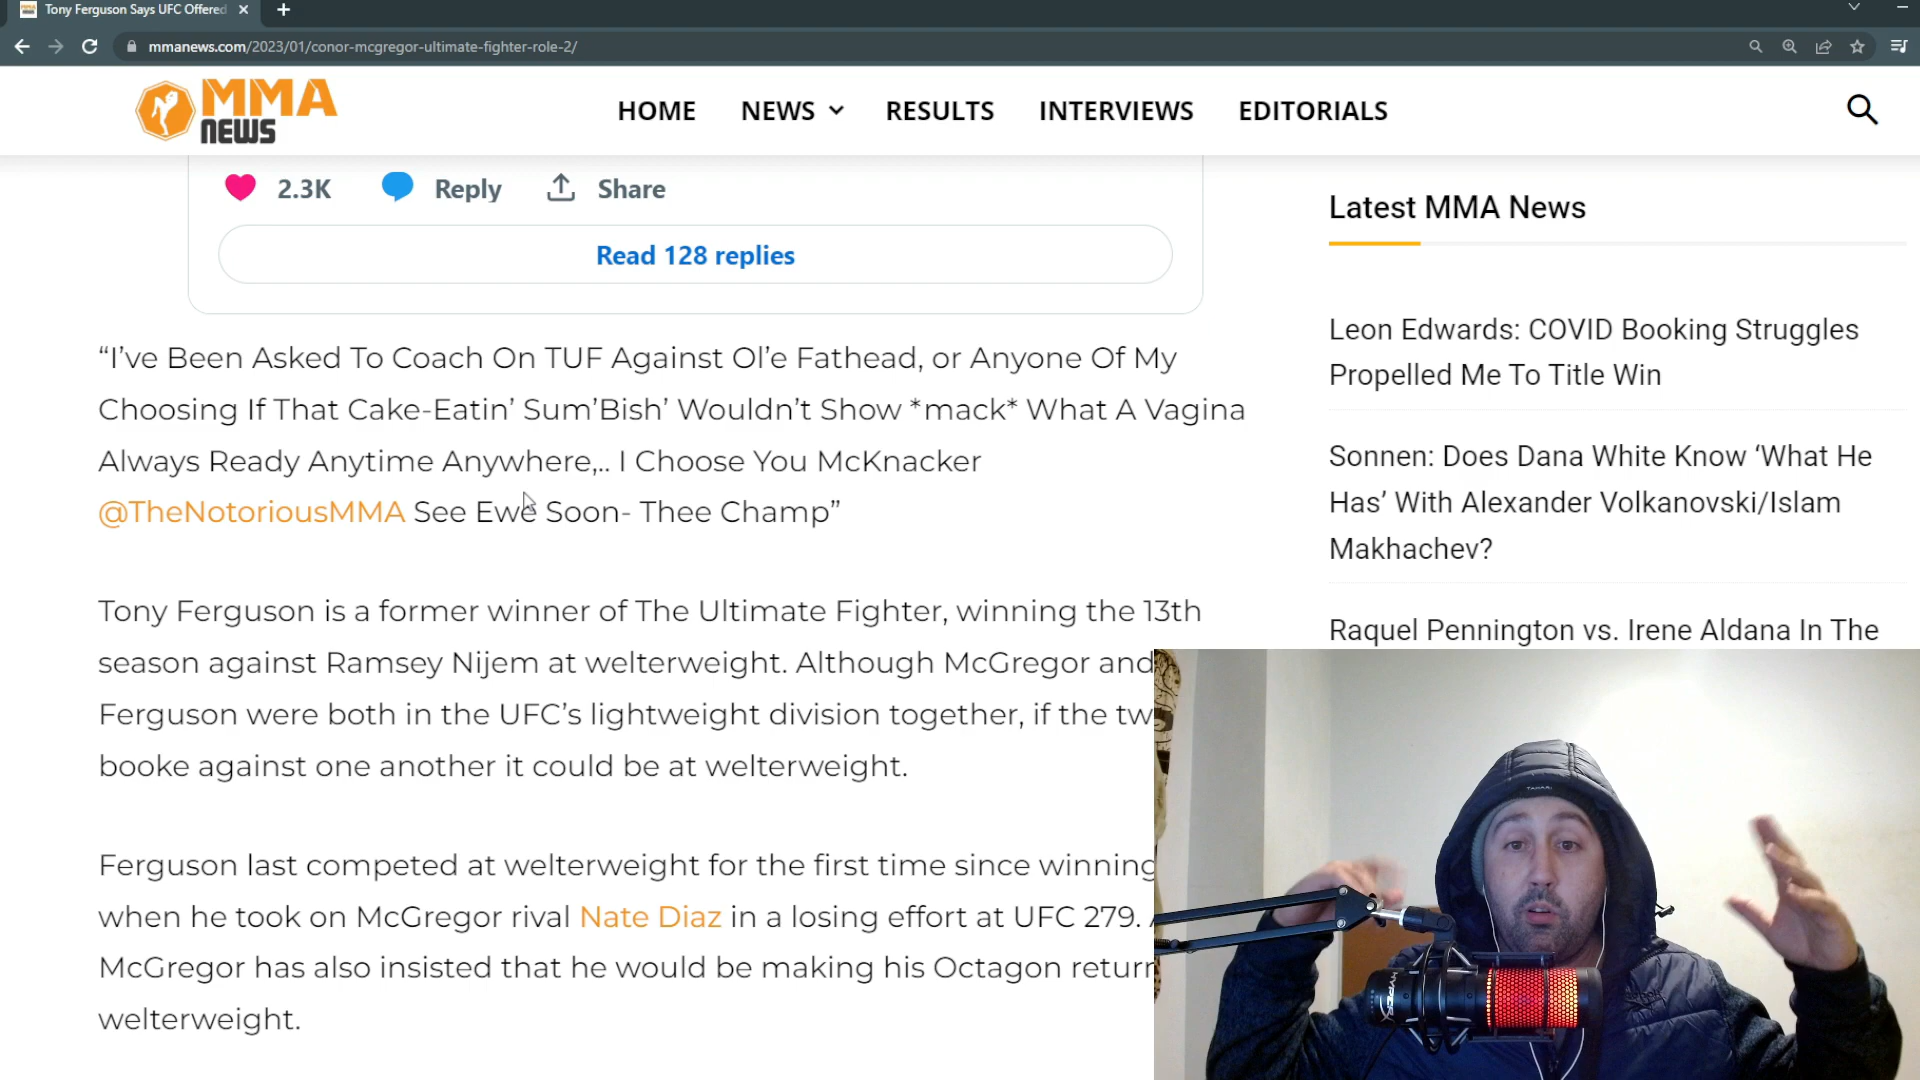 Tony Ferguson Says UFC Offered
mmanews.com/2023/01/conor-mcgregor-ultimate-fighter-role-2/
MMA
NEWS
HOME NEWS RESULTS INTERVIEWS EDITORIALS
2.3K Reply Share
Read 128 replies
“I’ve Been Asked To Coach On TUF Against Ol’e Fathead, or Anyone Of My
Choosing If That Cake-Eatin’ Sum’Bish’ Wouldn’t Show *mack* What A Vagina
Always Ready Anytime Anywhere,.. I Choose You McKnacker
@TheNotoriousMMA See Ewe Soon- Thee Champ”
Tony Ferguson is a former winner of The Ultimate Fighter, winning the 13th
season against Ramsey Nijem at welterweight. Although McGregor and
Ferguson were both in the UFC’s lightweight division together, if the tw
booke against one another it could be at welterweight.
Ferguson last competed at welterweight for the first time since winning
when he took on McGregor rival Nate Diaz in a losing effort at UFC 279.
McGregor has also insisted that he would be making his Octagon return
welterweight.
Latest MMA News
Leon Edwards: COVID Booking Struggles
Propelled Me To Title Win
Sonnen: Does Dana White Know ‘What He
Has’ With Alexander Volkanovski/Islam
Makhachev?
Raquel Pennington vs. Irene Aldana In The
HYPERX